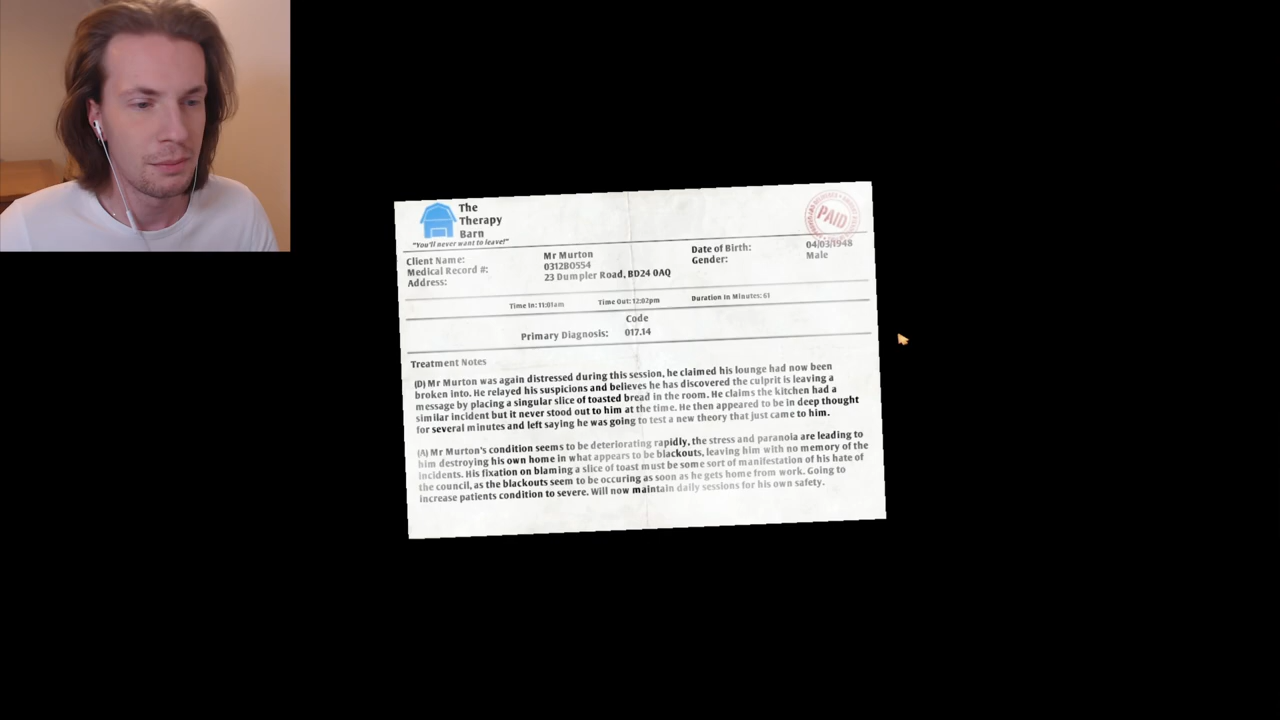 The
Therapy
Barn
"You'll never want to leave!"
PAID
Client Name: Mr Murton Date of Birth: 04/03/1948
Medical Record #: 0312B0554 Gender: Male
Address: 23 Dumpler Road, BD24 0AQ
Time In: 11:01am Time Out: 12:02pm Duration In Minutes: 61
Code
Primary Diagnosis: 017.14
Treatment Notes
(D) Mr Murton was again distressed during this session, he claimed his lounge had now been
broken into. He relayed his suspicions and believes he has discovered the culprit is leaving a
message by placing a singular slice of toasted bread in the room. He claims the kitchen had a
similar incident but it never stood out to him at the time. He then appeared to be in deep thought
for several minutes and left saying he was going to test a new theory that just came to him.
(A) Mr Murton's condition seems to be deteriorating rapidly, the stress and paranoia are leading to
him destroying his own home in what appears to be blackouts, leaving him with no memory of the
incidents. His fixation on blaming a slice of toast must be some sort of manifestation of his hate of
the council, as the blackouts seem to be occuring as soon as he gets home from work. Going to
increase patients condition to severe. Will now maintain daily sessions for his own safety.